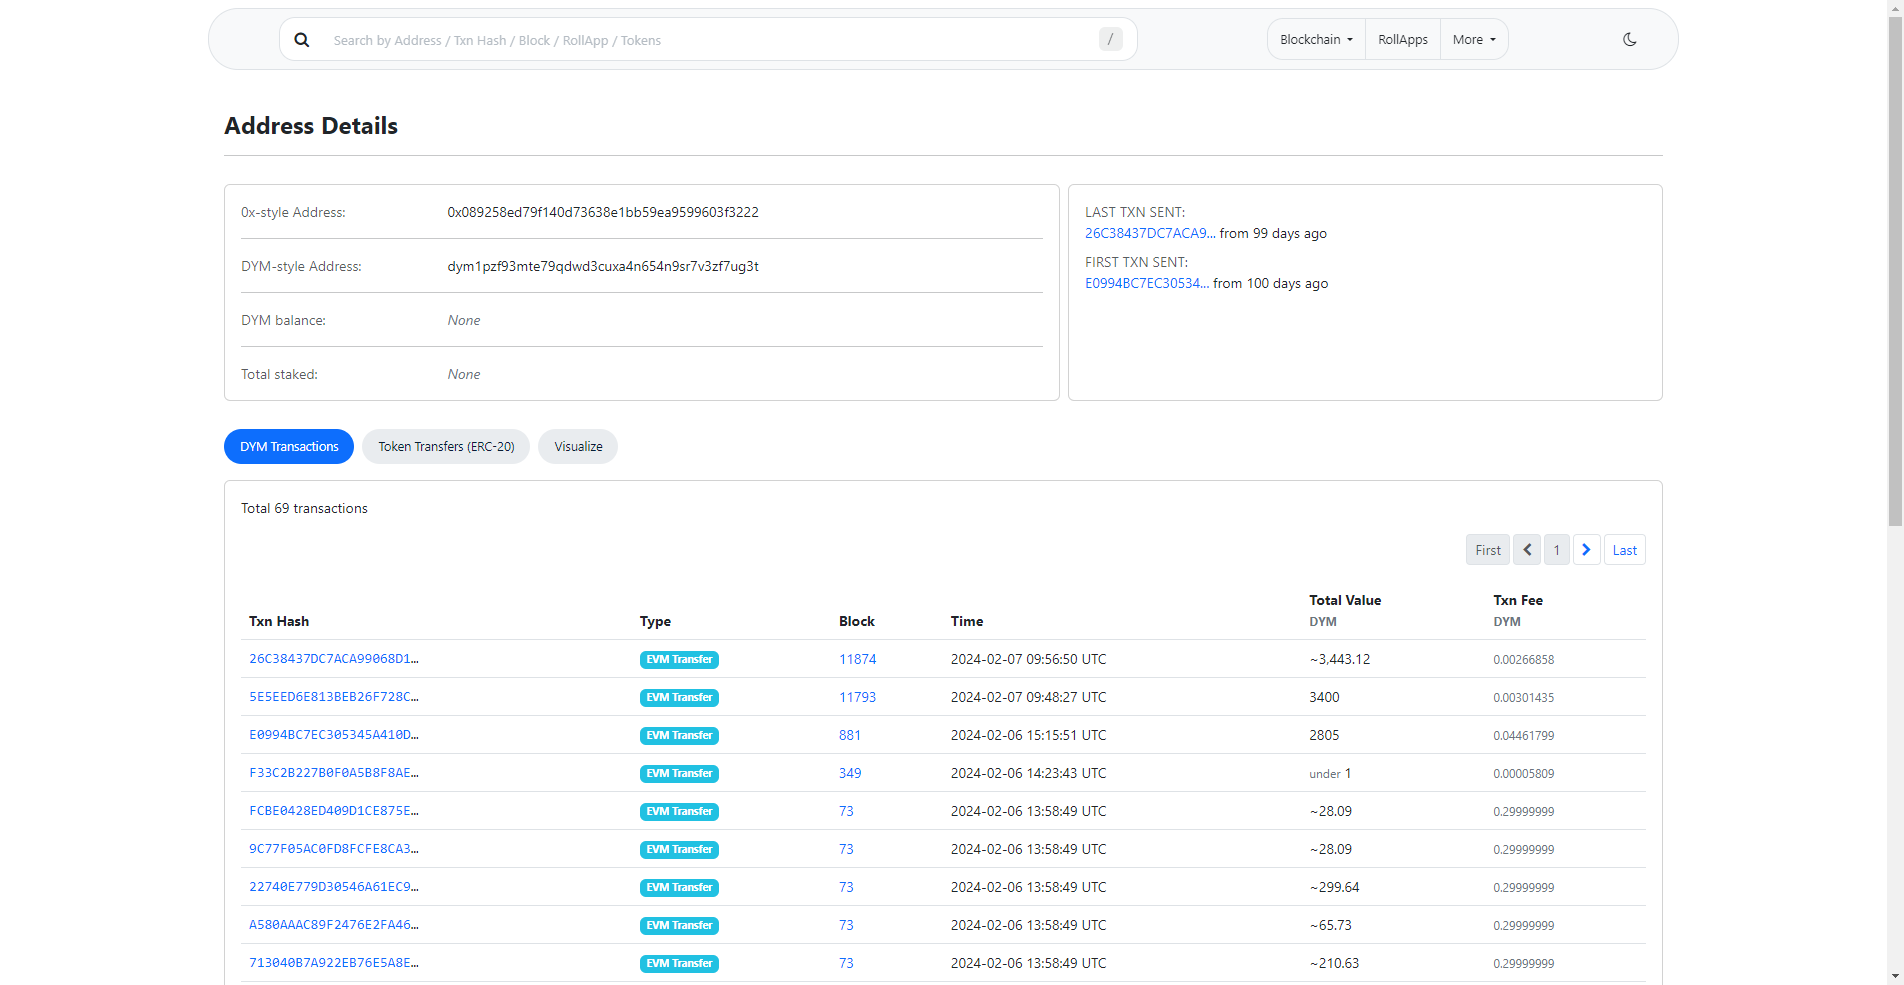 Search by Address / Txn Hash / Block / RollApp / Tokens
/
Blockchain
RollApps
More
Address Details
0x-style Address: 0x089258ed79f140d73638e1bb59ea9599603f3222
DYM-style Address: dym1pzf93mte79qdwd3cuxa4n654n9sr7v3zf7ug3t
DYM balance: None
Total staked: None
LAST TXN SENT:
26C38437DC7ACA9... from 99 days ago
FIRST TXN SENT:
E0994BC7EC30534... from 100 days ago
DYM Transactions
Token Transfers (ERC-20)
Visualize
Total 69 transactions
First 1 Last
Txn Hash Type Block Time Total Value DYM Txn Fee DYM
26C38437DC7ACA99068D1... EVM Transfer 11874 2024-02-07 09:56:50 UTC ~3,443.12 0.00266858
5E5EED6E813BEB26F728C... EVM Transfer 11793 2024-02-07 09:48:27 UTC 3400 0.00301435
E0994BC7EC305345A410D... EVM Transfer 881 2024-02-06 15:15:51 UTC 2805 0.04461799
F33C2B227B0F0A5B8F8AE... EVM Transfer 349 2024-02-06 14:23:43 UTC under 1 0.00005809
FCBE0428ED409D1CE875E... EVM Transfer 73 2024-02-06 13:58:49 UTC ~28.09 0.29999999
9C77F05AC0FD8FCFE8CA3... EVM Transfer 73 2024-02-06 13:58:49 UTC ~28.09 0.29999999
22740E779D30546A61EC9... EVM Transfer 73 2024-02-06 13:58:49 UTC ~299.64 0.29999999
A580AAAC89F2476E2FA46... EVM Transfer 73 2024-02-06 13:58:49 UTC ~65.73 0.29999999
713040B7A922EB76E5A8E... EVM Transfer 73 2024-02-06 13:58:49 UTC ~210.63 0.29999999